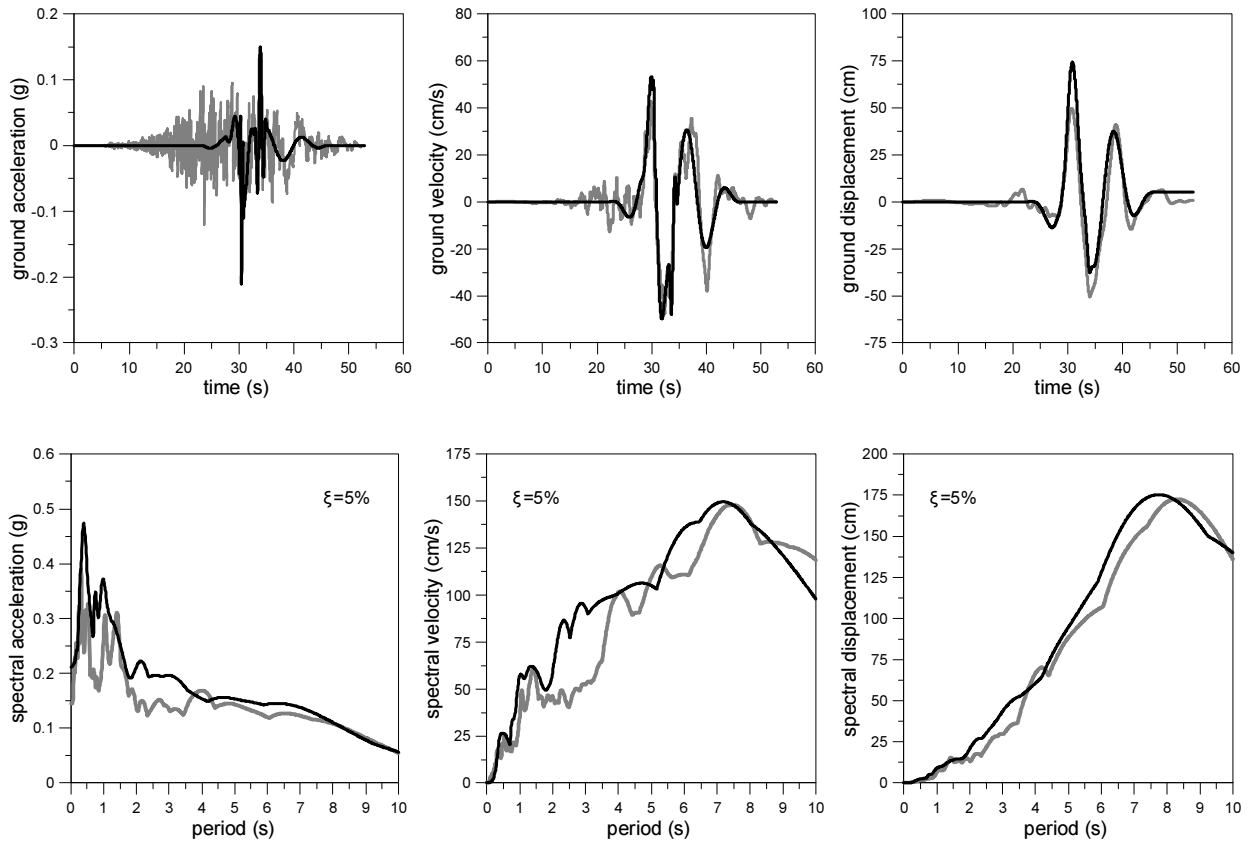 0.2
0.1
0
-0.1
-0.2
-0.3
ground acceleration (g)
0 10 20 30 40 50 60
time (s)
80
60
40
20
0
-20
-40
-60
ground velocity (cm/s)
0 10 20 30 40 50 60
time (s)
100
75
50
25
0
-25
-50
-75
ground displacement (cm)
0 10 20 30 40 50 60
time (s)
0.6
0.5
0.4
0.3
0.2
0.1
0
spectral acceleration (g)
ξ=5%
0 1 2 3 4 5 6 7 8 9 10
period (s)
175
150
125
100
75
50
25
0
spectral velocity (cm/s)
ξ=5%
0 1 2 3 4 5 6 7 8 9 10
period (s)
200
175
150
125
100
75
50
25
0
spectral displacement (cm)
ξ=5%
0 1 2 3 4 5 6 7 8 9 10
period (s)